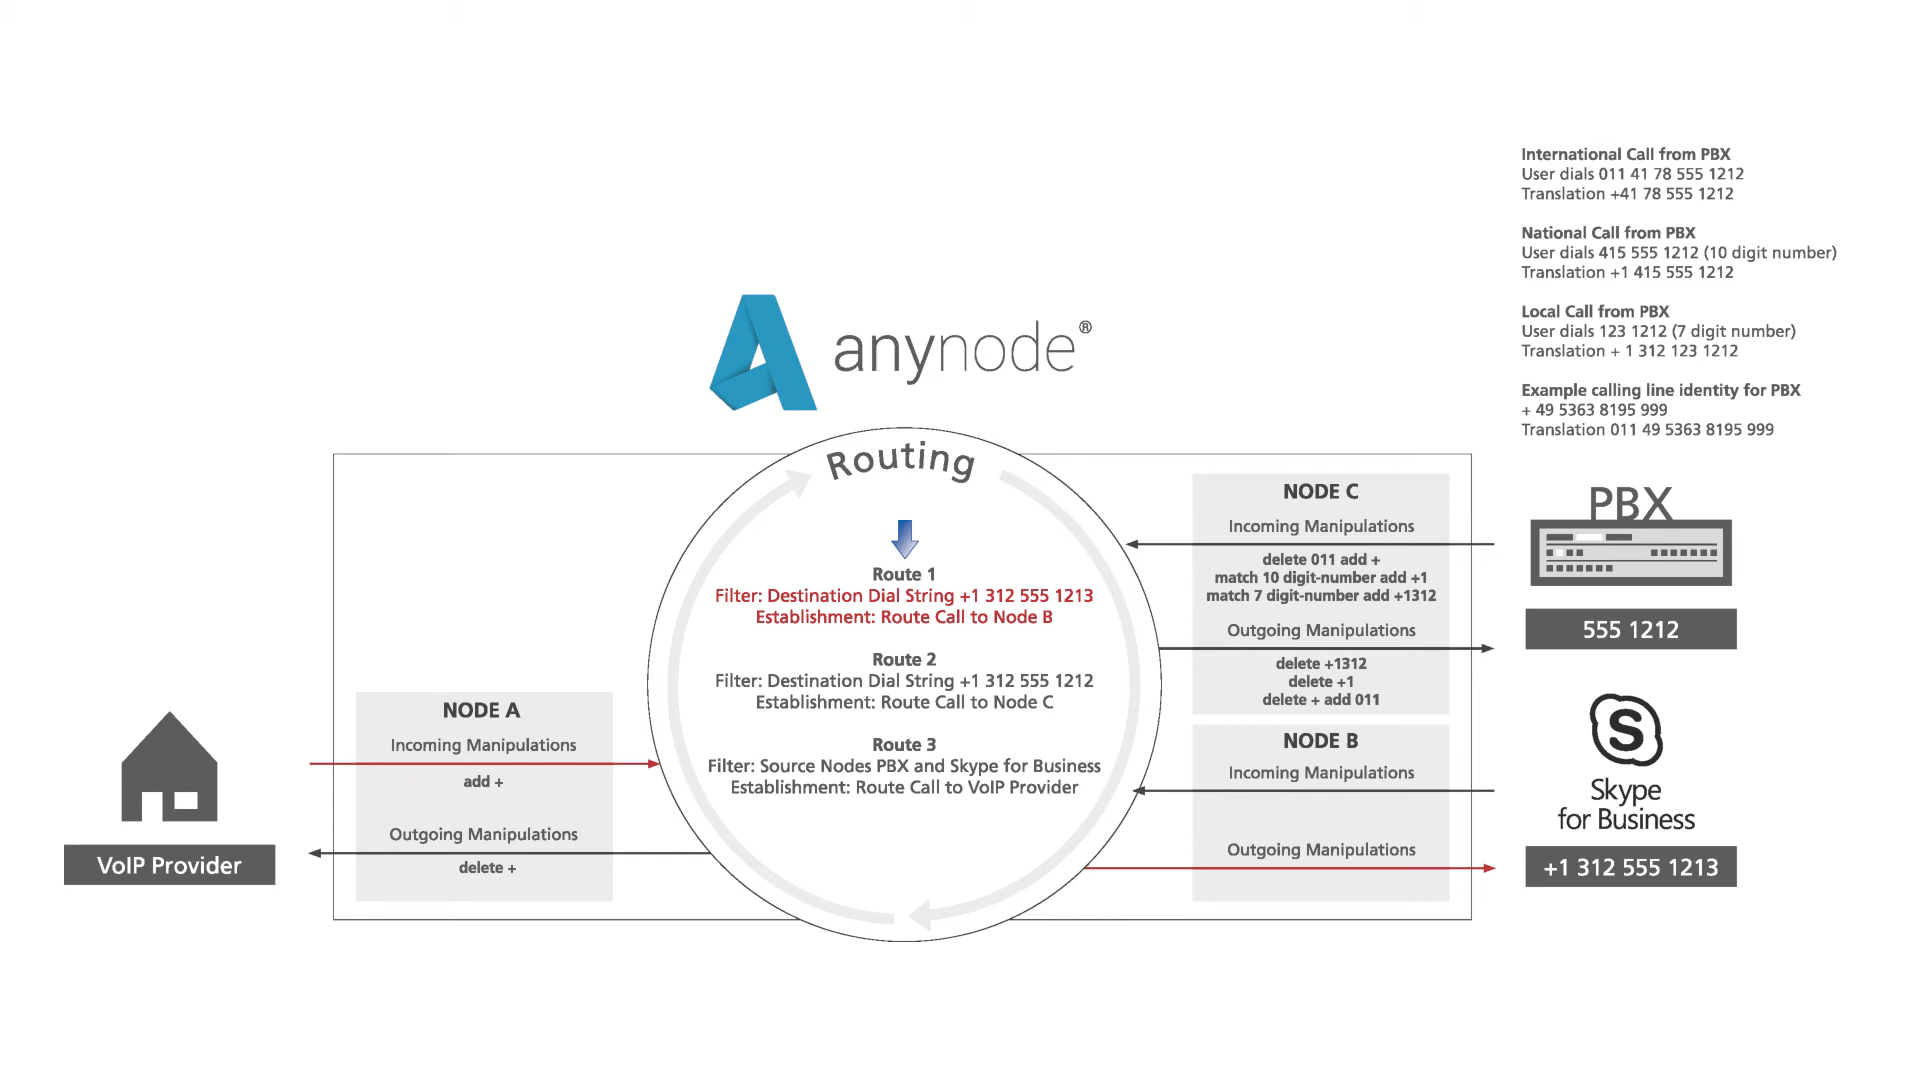 International Call from PBX
User dials 011 41 78 555 1212
Translation +41 78 555 1212
National Call from PBX
User dials 415 555 1212 (10 digit number)
Translation +1 415 555 1212
Local Call from PBX
User dials 123 1212 (7 digit number)
Translation + 1 312 123 1212
Example calling line identity for PBX
+ 49 5363 8195 999
Translation 011 49 5363 8195 999
anynode®
Routing
Route 1
Filter: Destination Dial String +1 312 555 1213
Establishment: Route Call to Node B
Route 2
Filter: Destination Dial String +1 312 555 1212
Establishment: Route Call to Node C
Route 3
Filter: Source Nodes PBX and Skype for Business
Establishment: Route Call to VoIP Provider
NODE A
Incoming Manipulations
add +
Outgoing Manipulations
delete +
VoIP Provider
NODE C
Incoming Manipulations
delete 011 add +
match 10 digit-number add +1
match 7 digit-number add +1312
Outgoing Manipulations
delete +1312
delete +1
delete + add 011
NODE B
Incoming Manipulations
Outgoing Manipulations
PBX
555 1212
S
Skype
for Business
+1 312 555 1213